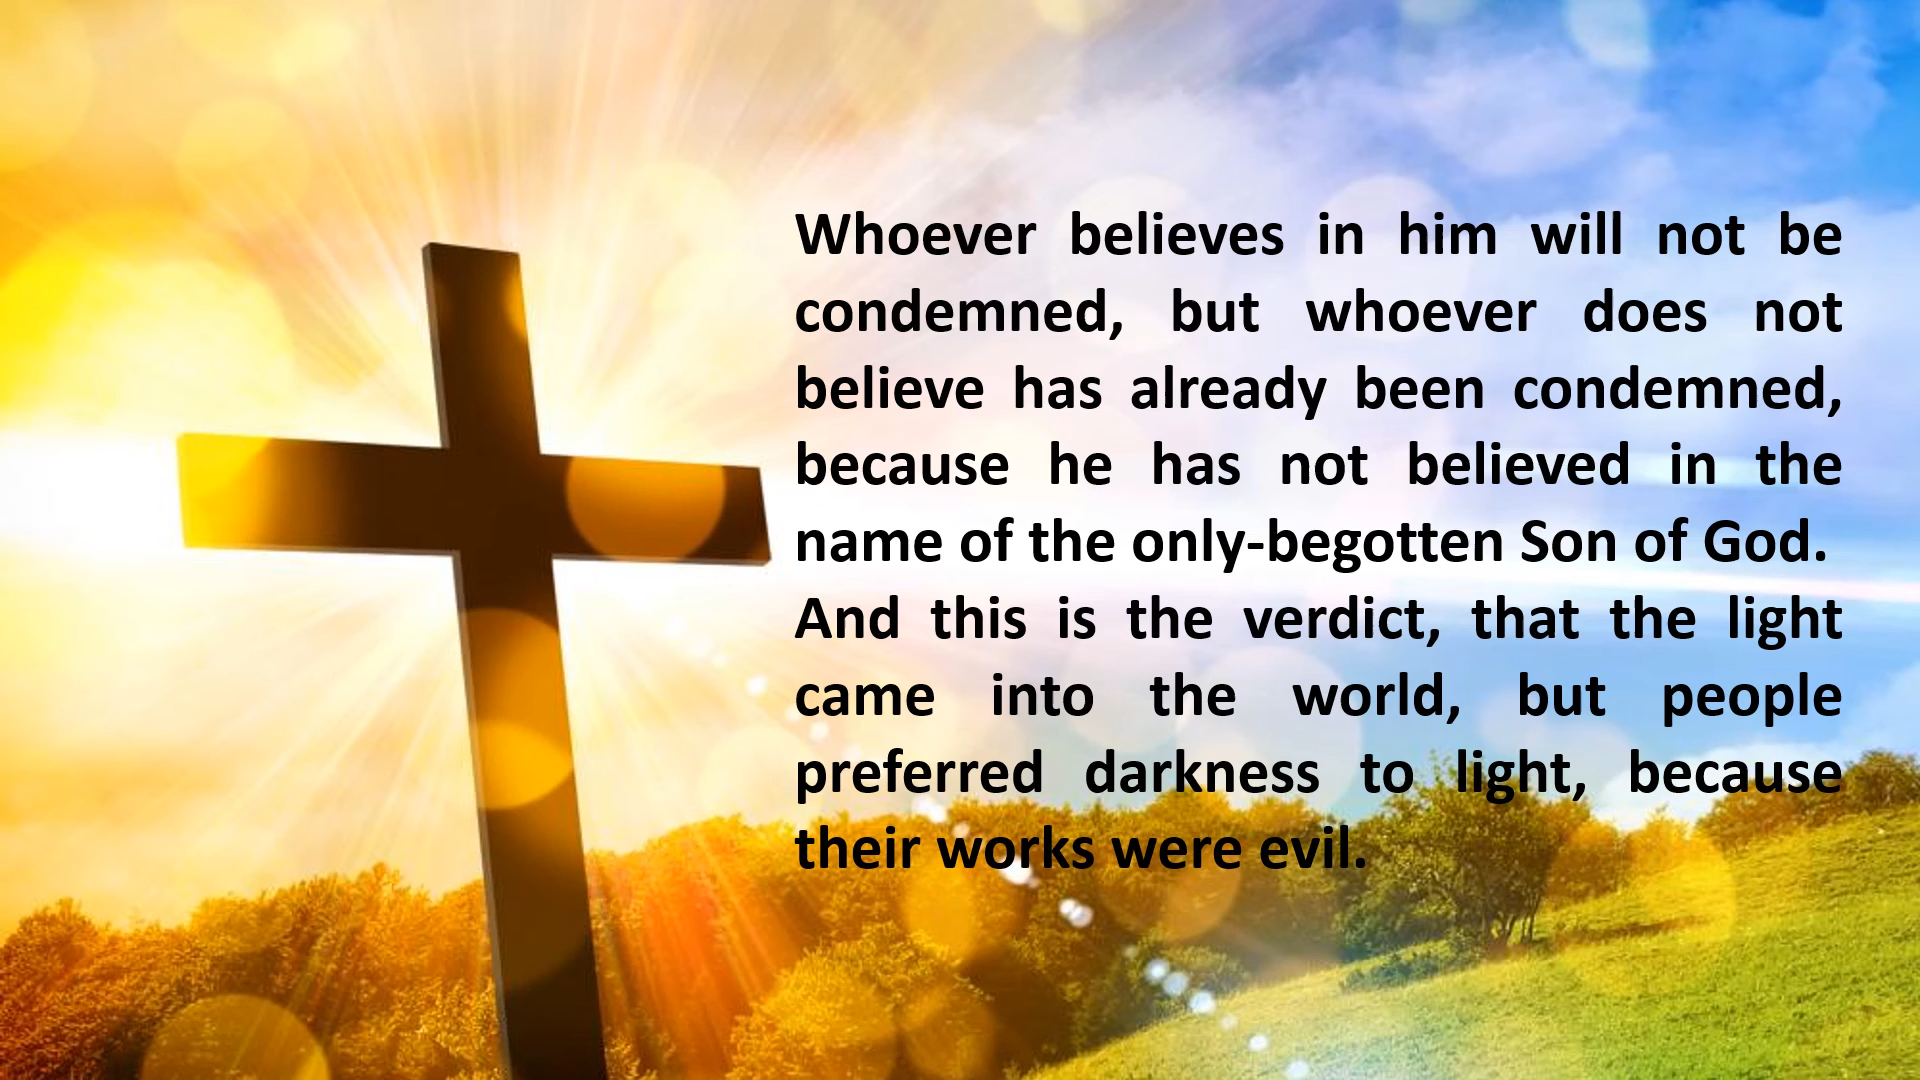 Whoever believes in him will not be
condemned, but whoever does not
believe has already been condemned,
because he has not believed in the
name of the only-begotten Son of God.
And this is the verdict, that the light
came into the world, but people
preferred darkness to light, because
their works were evil.